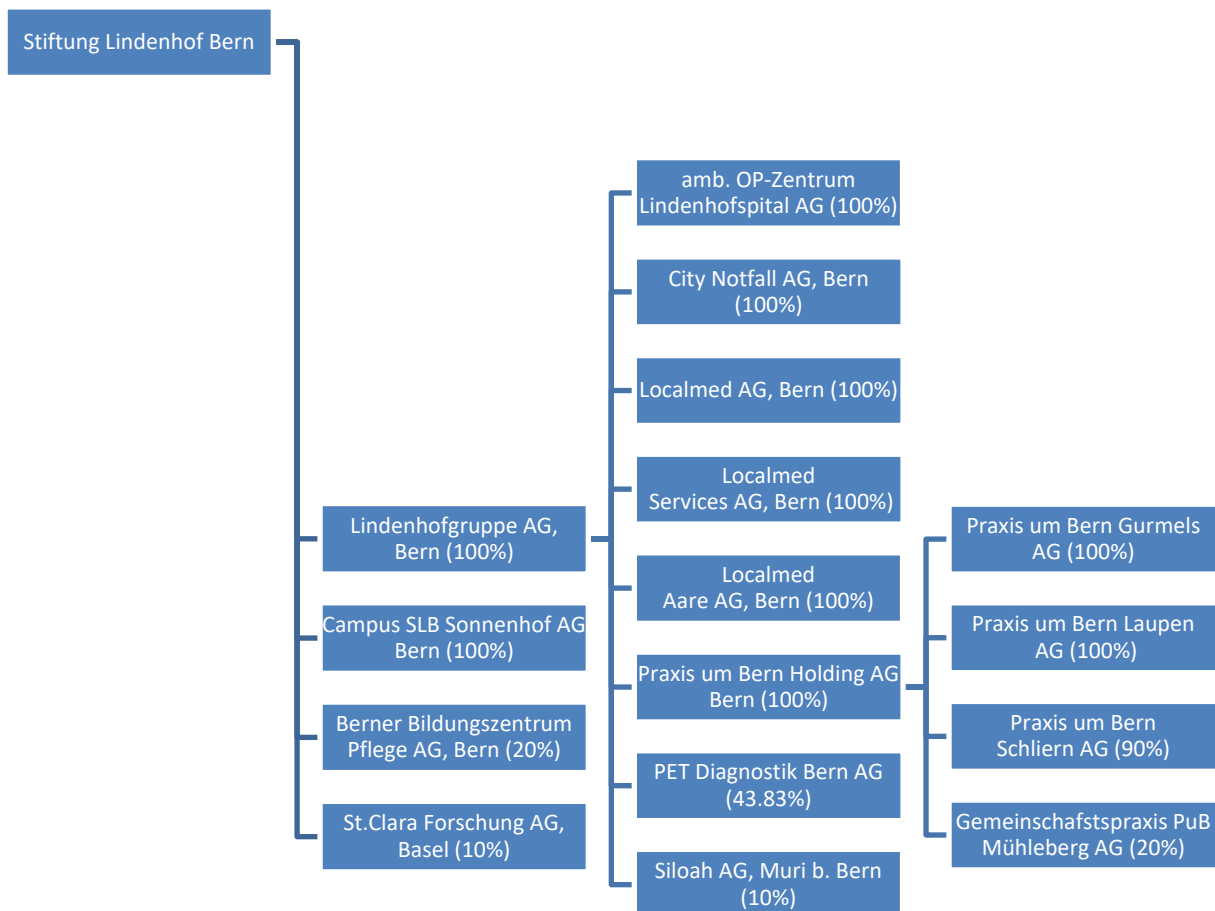 Stiftung Lindenhof Bern
Lindenhofgruppe AG,
Bern (100%)
Campus SLB Sonnenhof AG
Bern (100%)
Berner Bildungszentrum
Pflege AG, Bern (20%)
St.Clara Forschung AG,
Basel (10%)
amb. OP-Zentrum
Lindenhofspital AG (100%)
City Notfall AG, Bern
(100%)
Localmed AG, Bern (100%)
Localmed
Services AG, Bern (100%)
Localmed
Aare AG, Bern (100%)
Praxis um Bern Holding AG
Bern (100%)
PET Diagnostik Bern AG
(43.83%)
Siloah AG, Muri b. Bern
(10%)
Praxis um Bern Gurmels
AG (100%)
Praxis um Bern Laupen
AG (100%)
Praxis um Bern
Schliern AG (90%)
Gemeinschafstspraxis PuB
Mühleberg AG (20%)